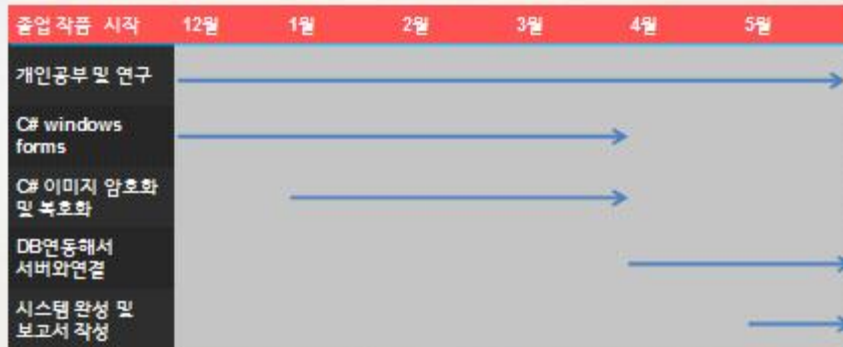 졸업 작품 시작 12월 1월 2월 3월 4월 5월
개인공부 및 연구
C# windows
forms
C# 이미지 암호화
및 복호화
DB연동해서
서버와연결
시스템 완성 및
보고서 작성